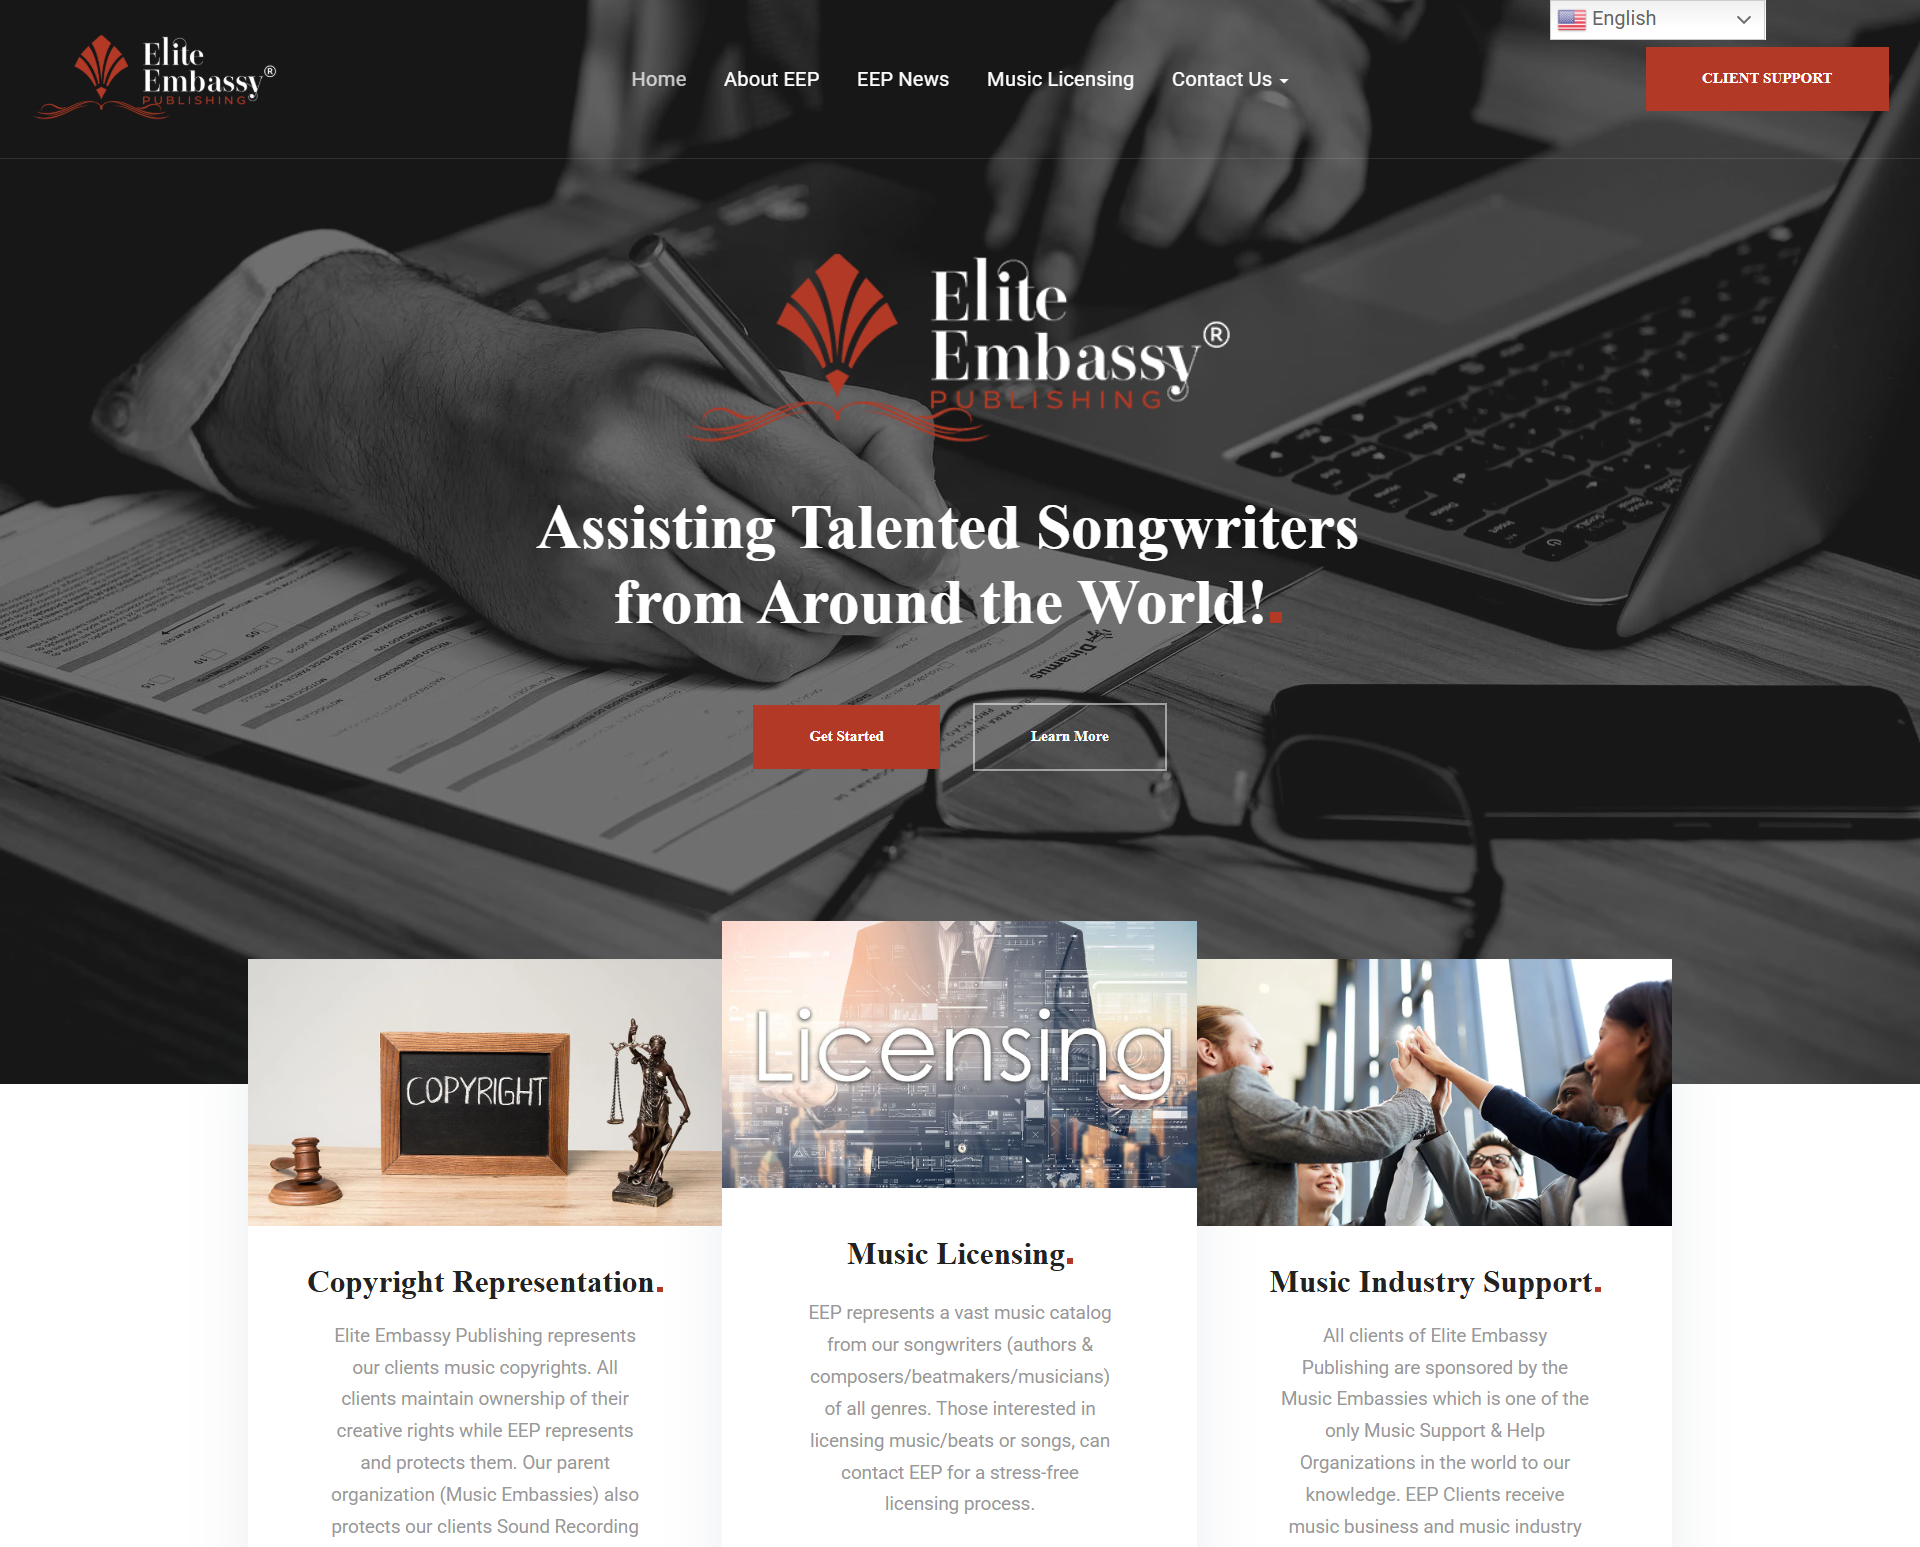 English
Elite
Embassy®
PUBLISHING
Home
About EEP
EEP News
Music Licensing
Contact Us
CLIENT SUPPORT
Elite
Embassy®
PUBLISHING
Assisting Talented Songwriters
from Around the World!.
Dinamus
Get Started
Learn More
COPYRIGHT
Licensing
Copyright Representation.
Elite Embassy Publishing represents
our clients music copyrights. All
clients maintain ownership of their
creative rights while EEP represents
and protects them. Our parent
organization (Music Embassies) also
protects our clients Sound Recording
Music Licensing.
EEP represents a vast music catalog
from our songwriters (authors &
composers/beatmakers/musicians)
of all genres. Those interested in
licensing music/beats or songs, can
contact EEP for a stress-free
licensing process.
Music Industry Support.
All clients of Elite Embassy
Publishing are sponsored by the
Music Embassies which is one of the
only Music Support & Help
Organizations in the world to our
knowledge. EEP Clients receive
music business and music industry